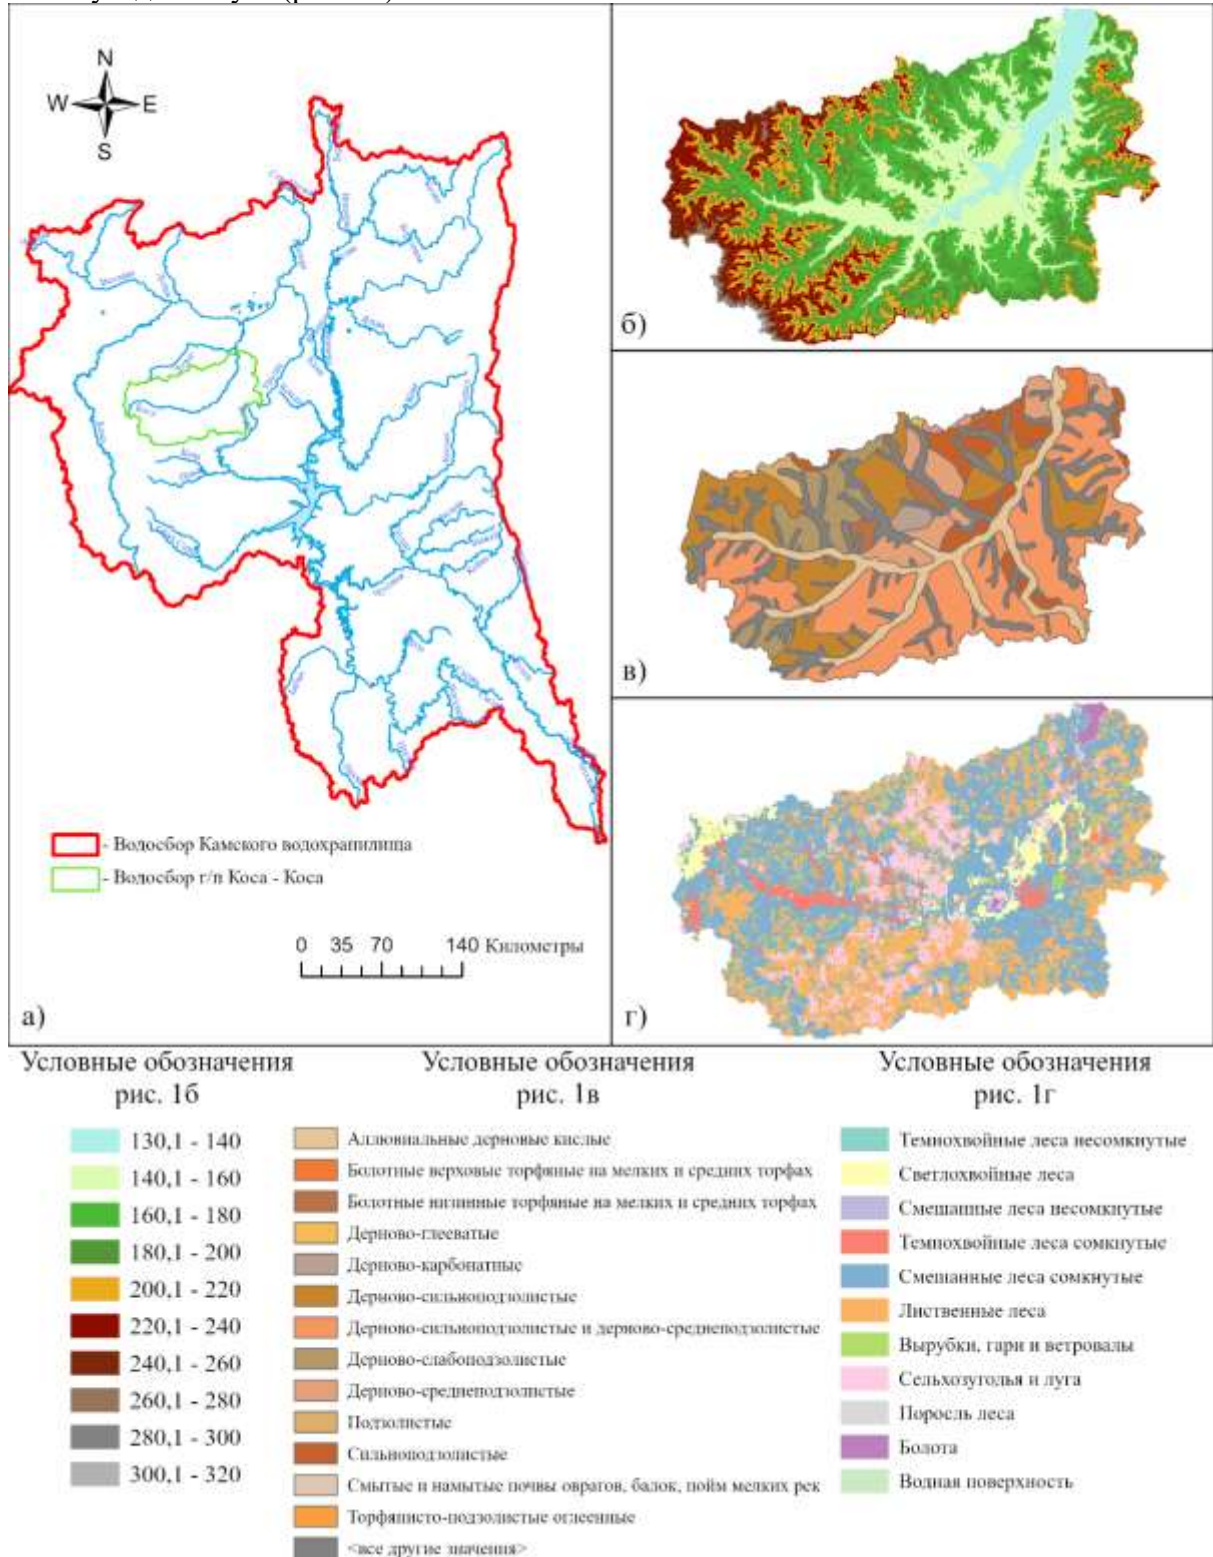 N
W E
S
б)
в)
г)
- Водосбор Камского водохранилища
- Водосбор г/п Коса - Коса
0 35 70 140 Километры
а)
Условные обозначения
рис. 1б
130,1 - 140
140,1 - 160
160,1 - 180
180,1 - 200
200,1 - 220
220,1 - 240
240,1 - 260
260,1 - 280
280,1 - 300
300,1 - 320
Условные обозначения
рис. 1в
Аллювиальные дерновые кислые
Болотные верховые торфяные на мелких и средних торфах
Болотные низинные торфяные на мелких и средних торфах
Дерново-глееватые
Дерново-карбонатные
Дерново-сильноподзолистые
Дерново-сильноподзолистые и дерново-среднеподзолистые
Дерново-слабоподзолистые
Дерново-среднеподзолистые
Подзолистые
Сильноподзолистые
Смытые и намытые почвы оврагов, балок, пойм мелких рек
Торфянисто-подзолистые оглеенные
<все другие значения>
Условные обозначения
рис. 1г
Темнохвойные леса несомкнутые
Светлохвойные леса
Смешанные леса несомкнутые
Темнохвойные леса сомкнутые
Смешанные леса сомкнутые
Лиственные леса
Вырубки, гари и ветровалы
Сельхозугодья и луга
Поросль леса
Болота
Водная поверхность